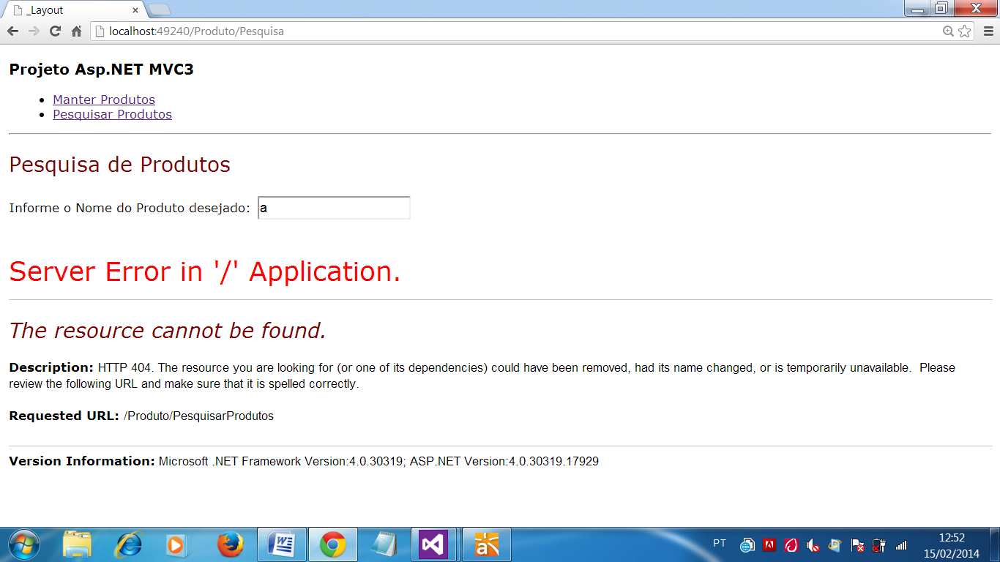 _Layout
localhost:49240/Produto/Pesquisa
Projeto Asp.NET MVC3
Manter Produtos
Pesquisar Produtos
Pesquisa de Produtos
Informe o Nome do Produto desejado: a
Server Error in '/' Application.
The resource cannot be found.
Description: HTTP 404. The resource you are looking for (or one of its dependencies) could have been removed, had its name changed, or is temporarily unavailable. Please
review the following URL and make sure that it is spelled correctly.
Requested URL: /Produto/PesquisarProdutos
Version Information: Microsoft .NET Framework Version:4.0.30319; ASP.NET Version:4.0.30319.17929
PT
12:52
15/02/2014